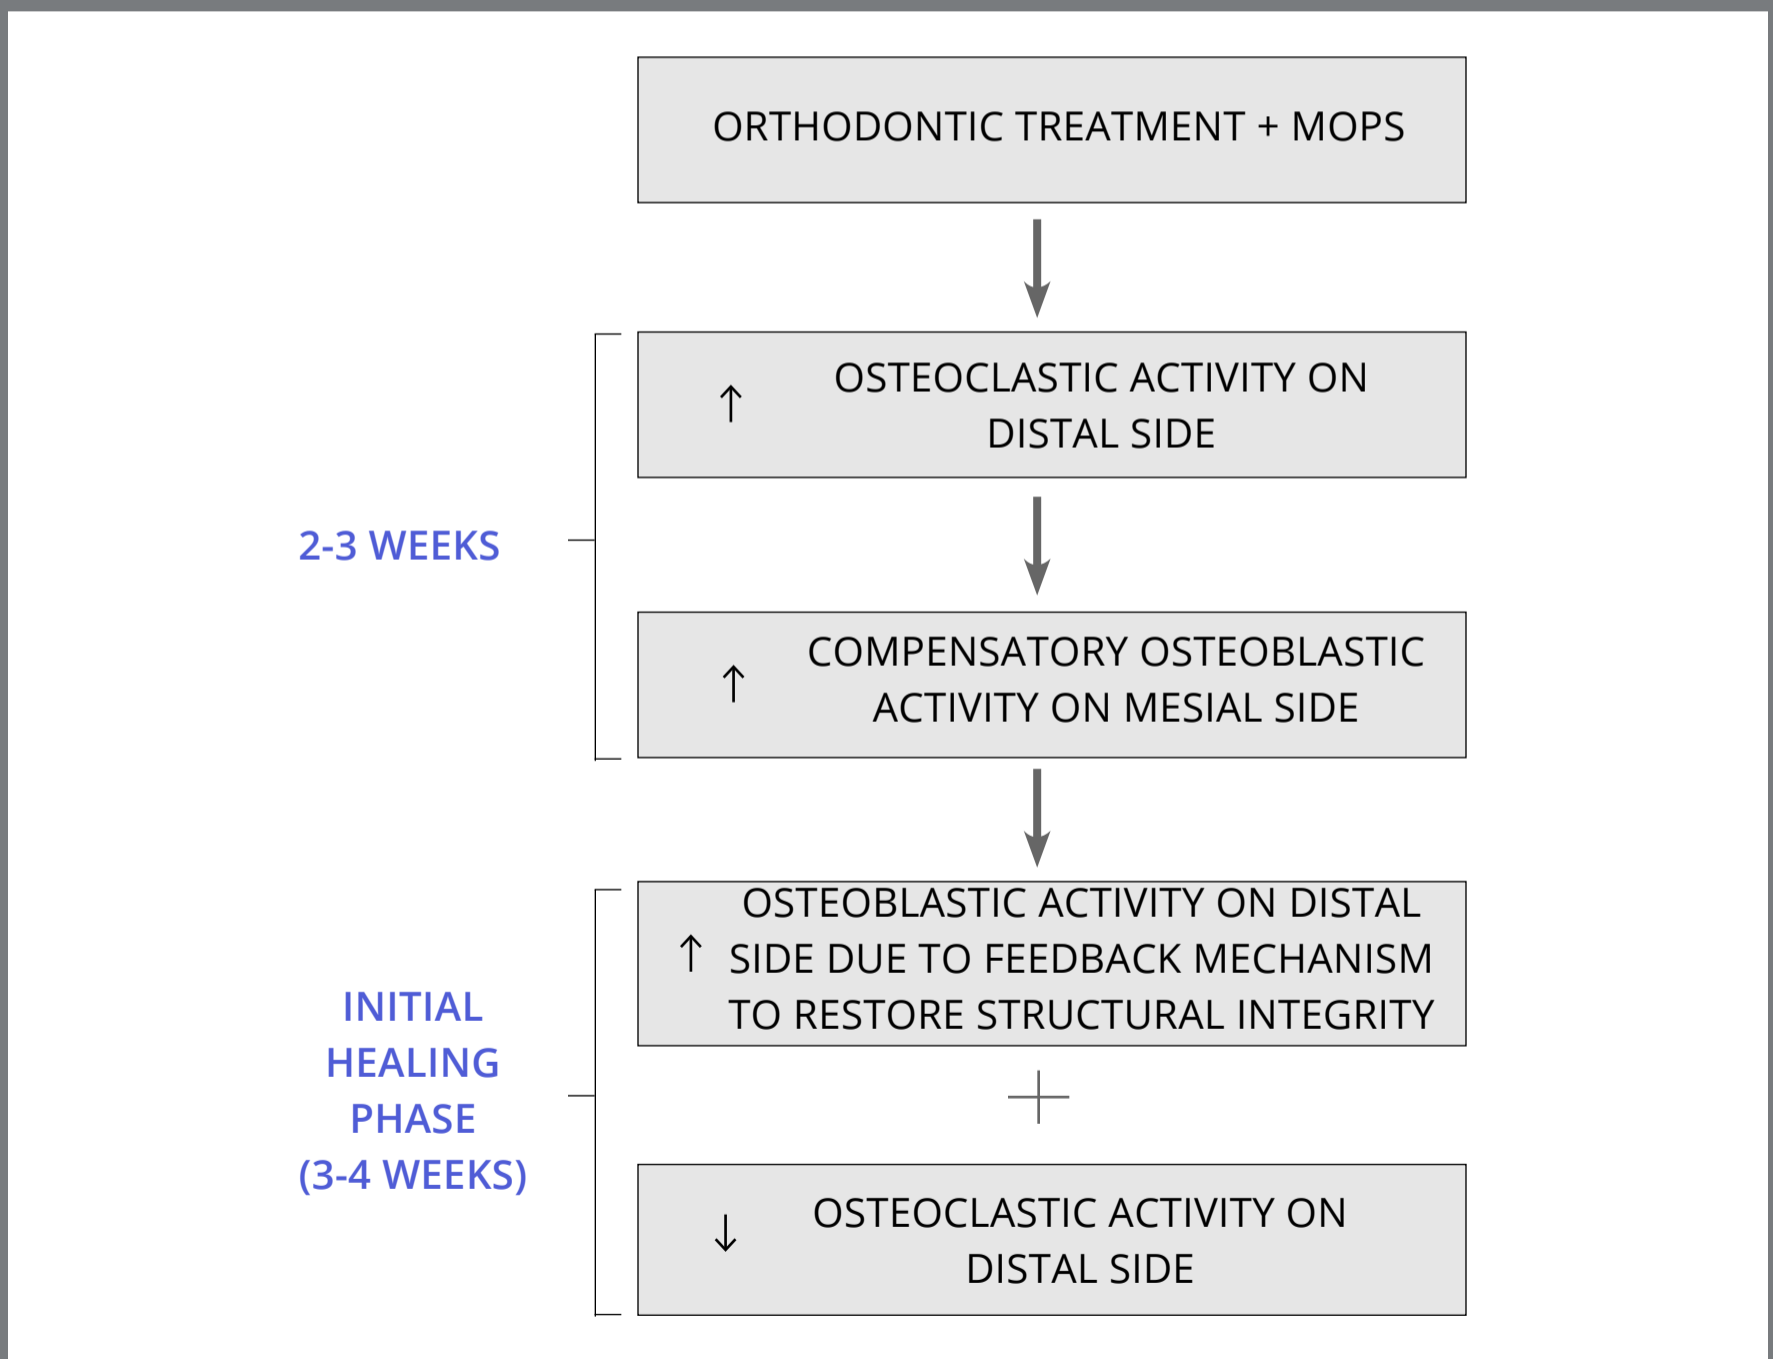 ORTHODONTIC TREATMENT + MOPS
↑ OSTEOCLASTIC ACTIVITY ON
DISTAL SIDE
2-3 WEEKS
↑ COMPENSATORY OSTEOBLASTIC
ACTIVITY ON MESIAL SIDE
OSTEOBLASTIC ACTIVITY ON DISTAL
↑ SIDE DUE TO FEEDBACK MECHANISM
TO RESTORE STRUCTURAL INTEGRITY
INITIAL
HEALING
PHASE
(3-4 WEEKS)
+
↓ OSTEOCLASTIC ACTIVITY ON
DISTAL SIDE